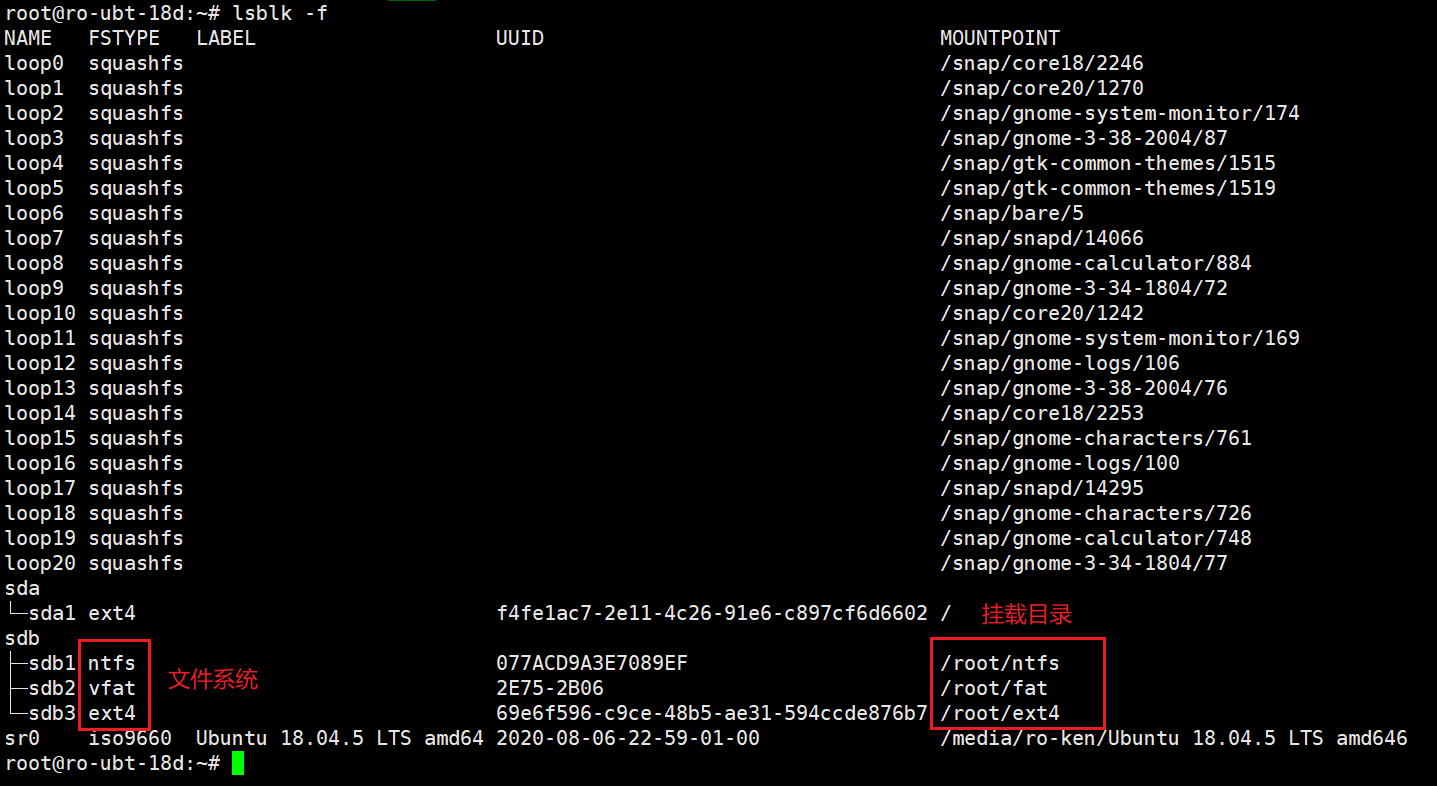 root@ro-ubt-18d:~# lsblk -f
NAME   FSTYPE   LABEL                    UUID                                 MOUNTPOINT
loop0  squashfs                                                               /snap/core18/2246
loop1  squashfs                                                               /snap/core20/1270
loop2  squashfs                                                               /snap/gnome-system-monitor/174
loop3  squashfs                                                               /snap/gnome-3-38-2004/87
loop4  squashfs                                                               /snap/gtk-common-themes/1515
loop5  squashfs                                                               /snap/gtk-common-themes/1519
loop6  squashfs                                                               /snap/bare/5
loop7  squashfs                                                               /snap/snapd/14066
loop8  squashfs                                                               /snap/gnome-calculator/884
loop9  squashfs                                                               /snap/gnome-3-34-1804/72
loop10 squashfs                                                               /snap/core20/1242
loop11 squashfs                                                               /snap/gnome-system-monitor/169
loop12 squashfs                                                               /snap/gnome-logs/106
loop13 squashfs                                                               /snap/gnome-3-38-2004/76
loop14 squashfs                                                               /snap/core18/2253
loop15 squashfs                                                               /snap/gnome-characters/761
loop16 squashfs                                                               /snap/gnome-logs/100
loop17 squashfs                                                               /snap/snapd/14295
loop18 squashfs                                                               /snap/gnome-characters/726
loop19 squashfs                                                               /snap/gnome-calculator/748
loop20 squashfs                                                               /snap/gnome-3-34-1804/77
sda
└─sda1 ext4                              f4fe1ac7-2e11-4c26-91e6-c897cf6d6602 /   挂载目录
sdb
├─sdb1 ntfs                              077ACD9A3E7089EF                     /root/ntfs
文件系统
├─sdb2 vfat                              2E75-2B06                            /root/fat
└─sdb3 ext4                              69e6f596-c9ce-48b5-ae31-594ccde876b7 /root/ext4
sr0    iso9660  Ubuntu 18.04.5 LTS amd64 2020-08-06-22-59-01-00               /media/ro-ken/Ubuntu 18.04.5 LTS amd646
root@ro-ubt-18d:~#